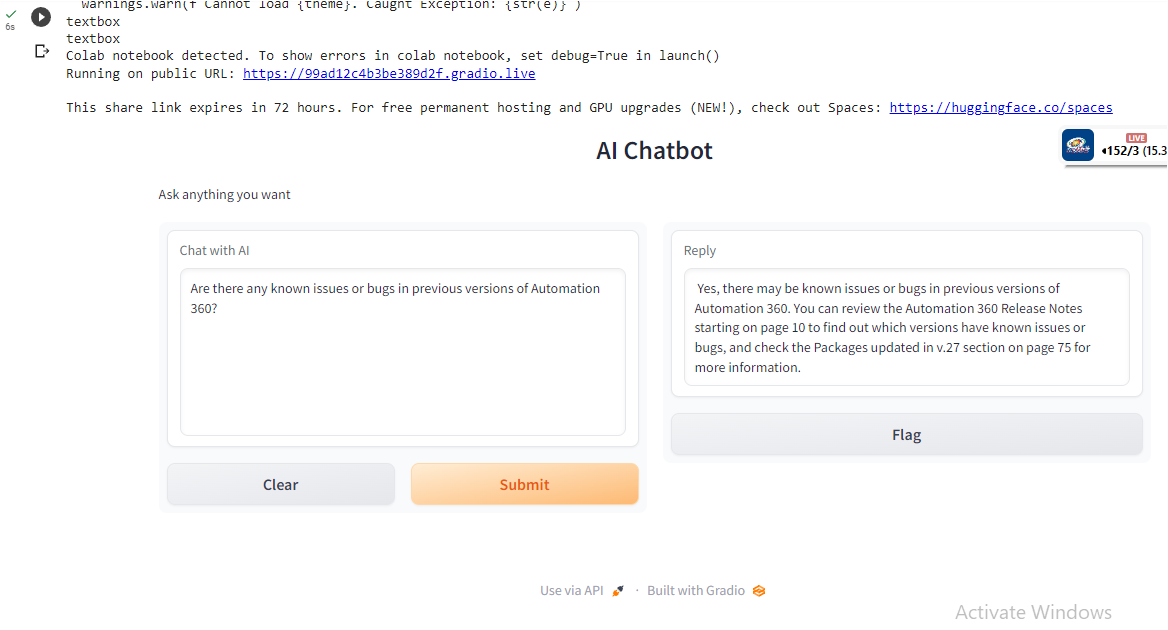 warnings.warn(f"Cannot load {theme}. Caught Exception: {str(e)}")
6s
textbox
textbox
Colab notebook detected. To show errors in colab notebook, set debug=True in launch()
Running on public URL: https://99ad12c4b3be389d2f.gradio.live
This share link expires in 72 hours. For free permanent hosting and GPU upgrades (NEW!), check out Spaces: https://huggingface.co/spaces
AI Chatbot
LIVE
152/3 (15.3
Ask anything you want
Chat with AI
Are there any known issues or bugs in previous versions of Automation
360?
Clear
Submit
Reply
Yes, there may be known issues or bugs in previous versions of
Automation 360. You can review the Automation 360 Release Notes
starting on page 10 to find out which versions have known issues or
bugs, and check the Packages updated in v.27 section on page 75 for
more information.
Flag
Use via API · Built with Gradio
Activate Windows